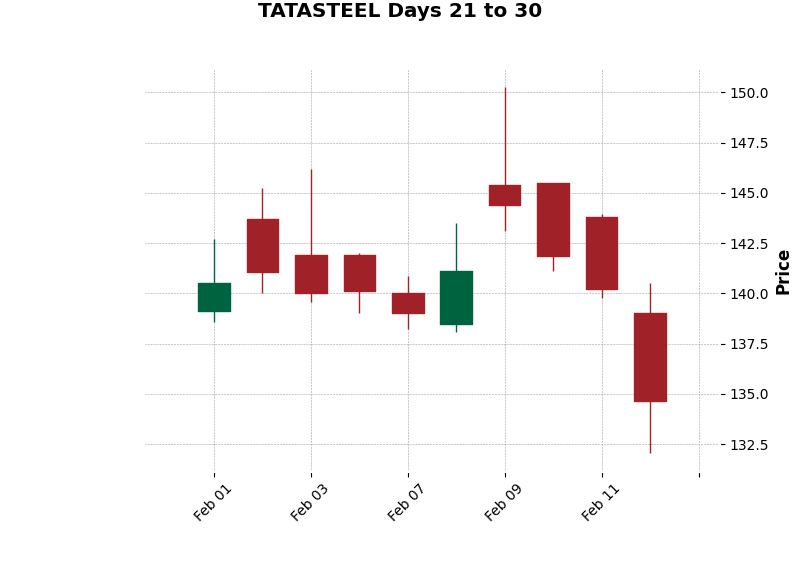 TATASTEEL Days 21 to 30
150.0
147.5
145.0
142.5
140.0
137.5
135.0
132.5
Price
Feb 01
Feb 03
Feb 07
Feb 09
Feb 11